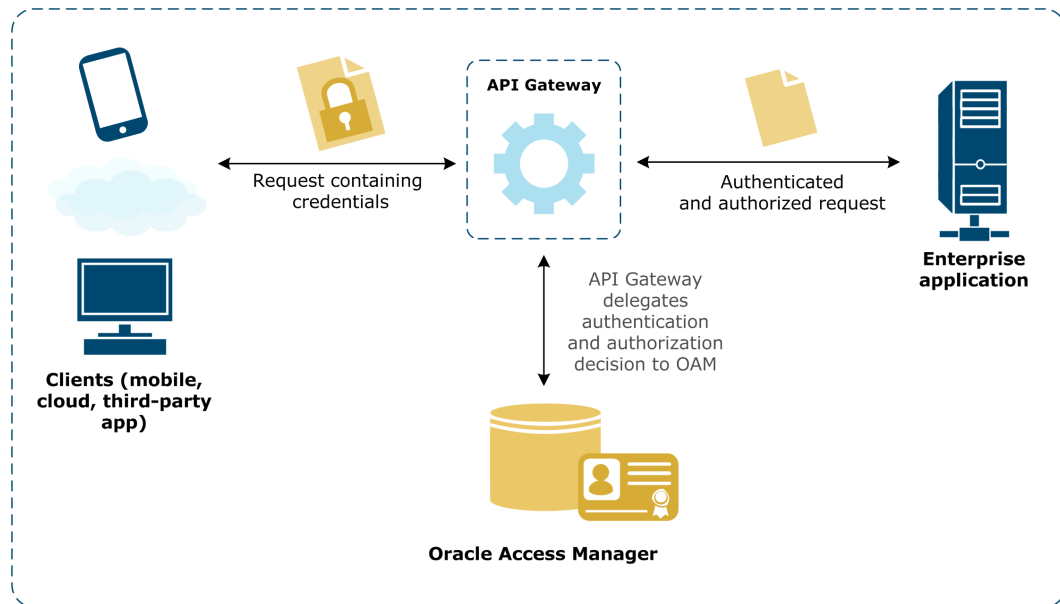 API Gateway
Request containing
credentials
Authenticated
and authorized request
Enterprise
application
API Gateway
delegates
authentication
and authorization
decision to OAM
Clients (mobile,
cloud, third-party
app)
Oracle Access Manager